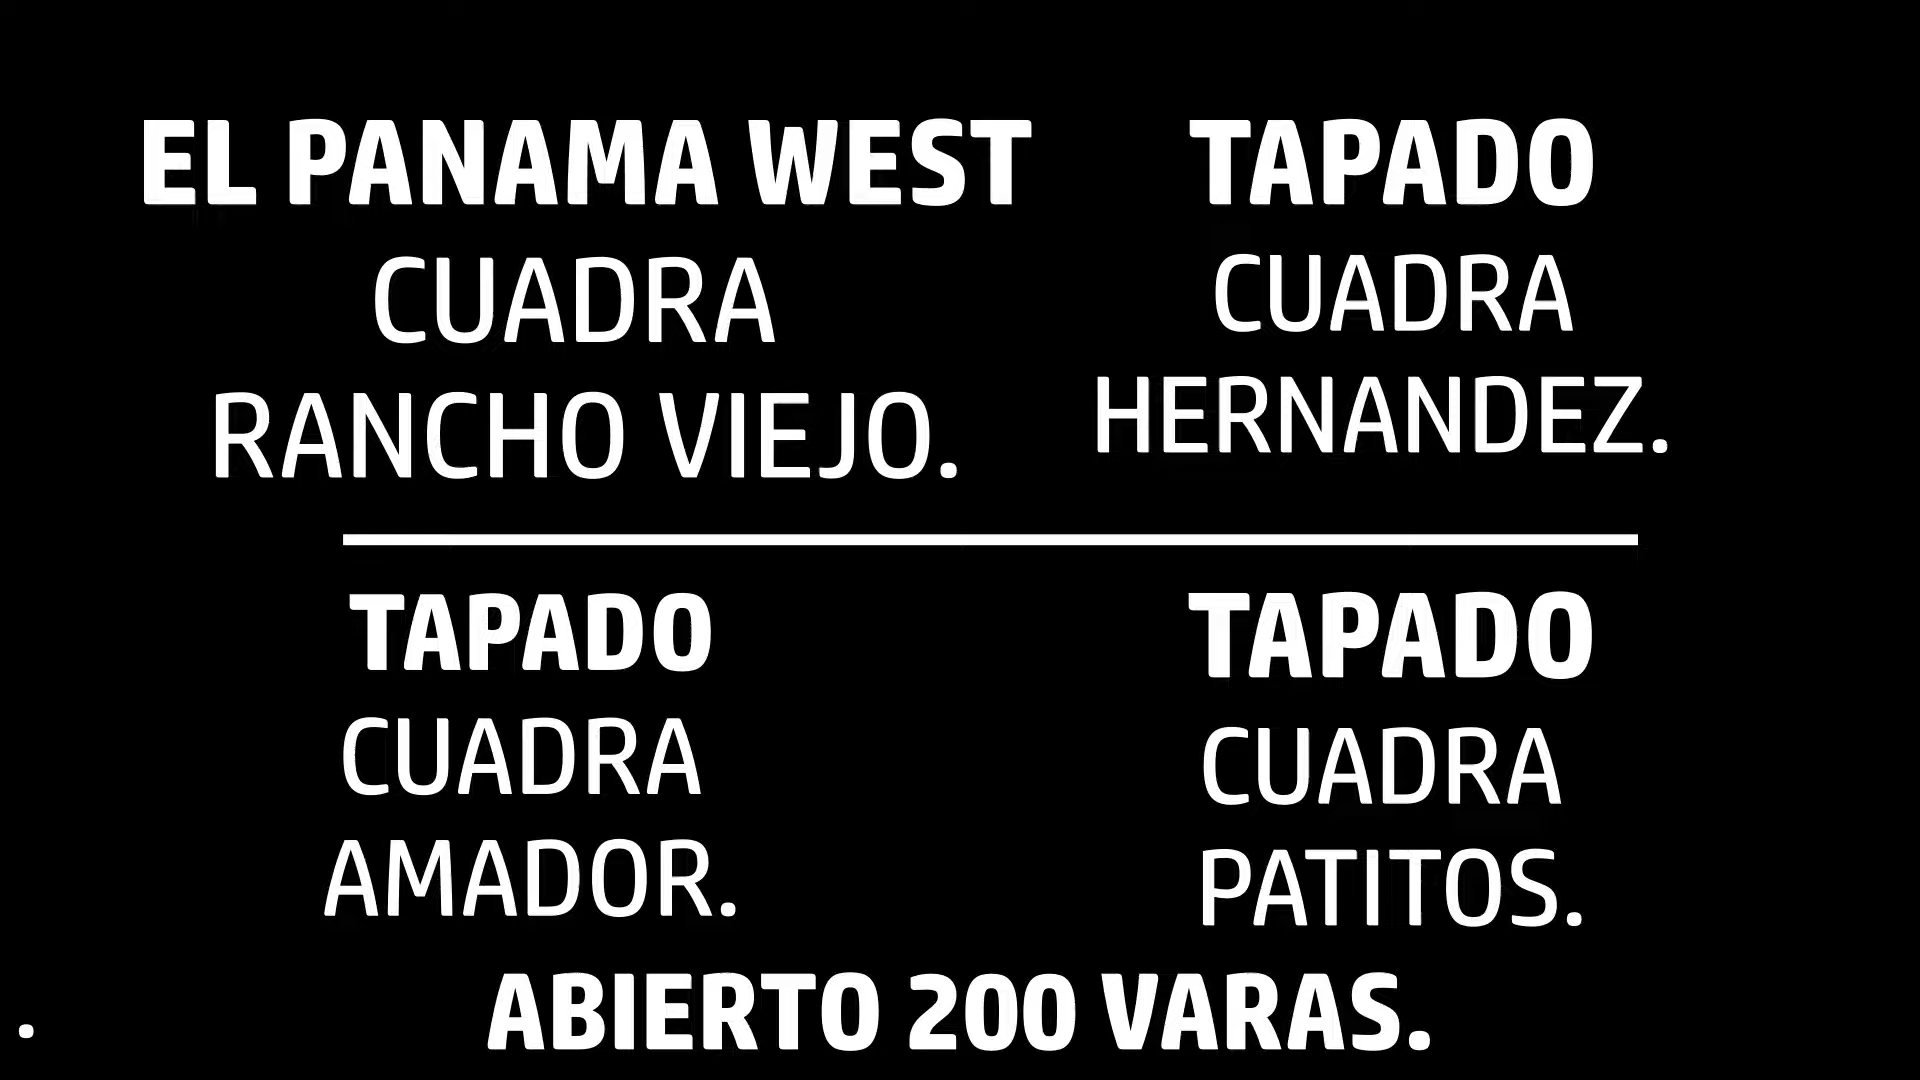 EL PANAMA WEST
CUADRA
RANCHO VIEJO.
TAPADO
CUADRA
HERNANDEZ.
TAPADO
CUADRA
AMADOR.
TAPADO
CUADRA
PATITOS.
ABIERTO 200 VARAS.
.